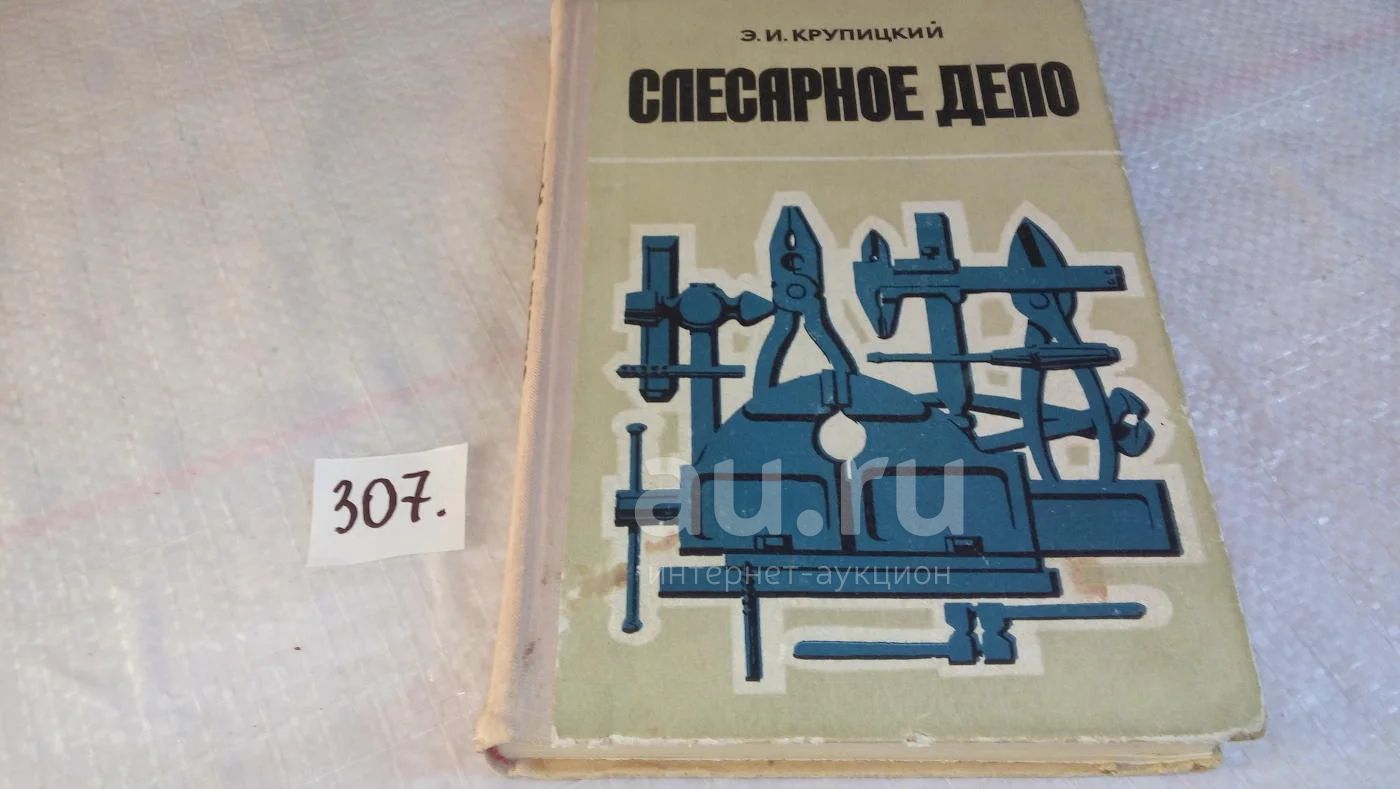 Э. И. КРУПИЦКИЙ
СЛЕСАРНОЕ ДЕЛО
307.
au.ru
интернет-аукцион